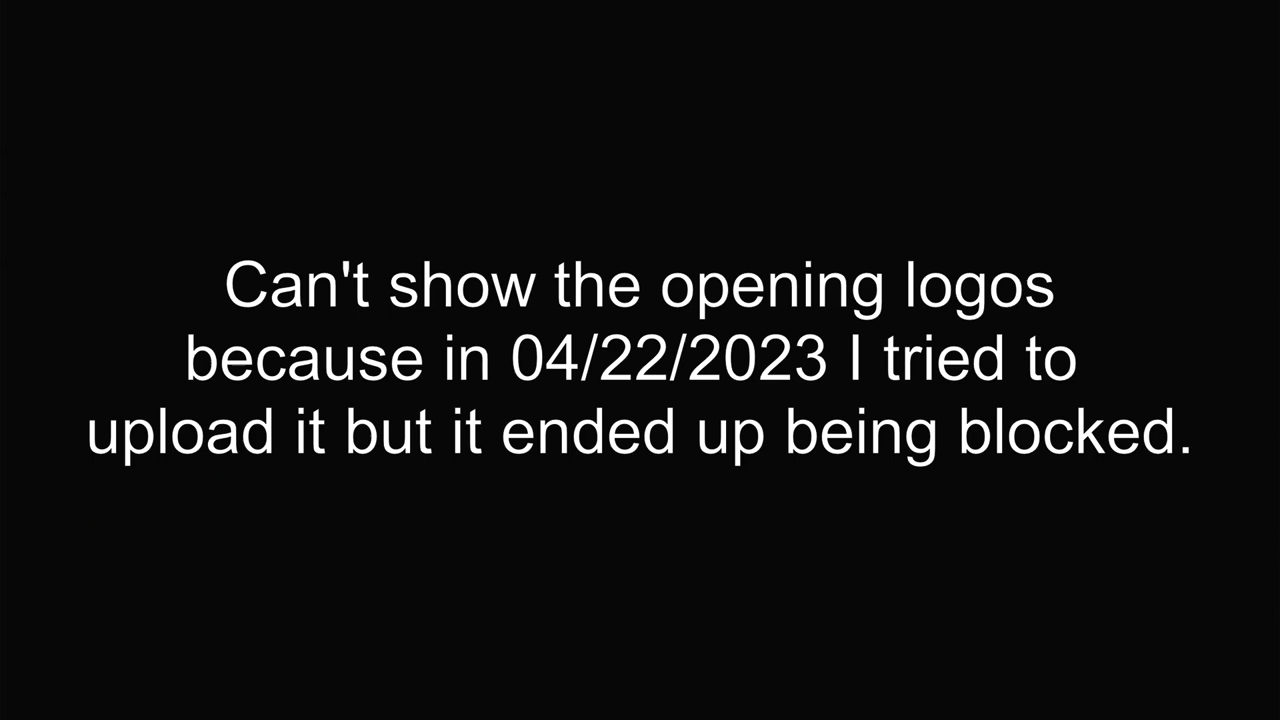 Can't show the opening logos
because in 04/22/2023 I tried to
upload it but it ended up being blocked.